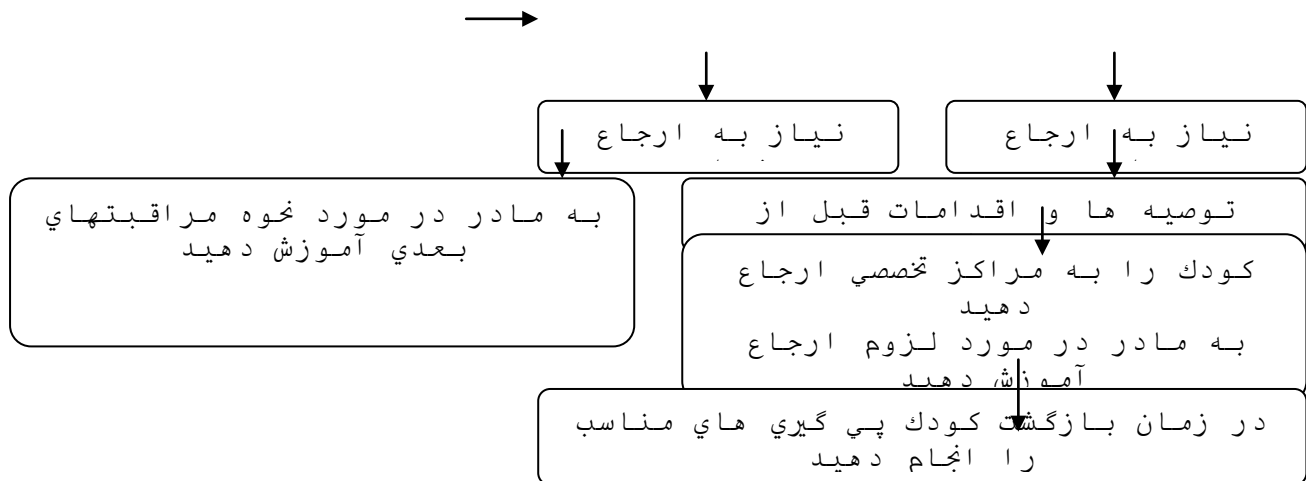 نياز به ارجاع
نياز به ارجاع
توصيه ها و اقدامات قبل از
به مادر در مورد نحوه مراقبتهاي
بعدي آموزش دهيد
كودك را به مراكز تخصصي ارجاع
دهيد
به مادر در مورد لزوم ارجاع
آموزش دهيد
در زمان بازگشت كودك پي گيري هاي مناسب
را انجام دهيد